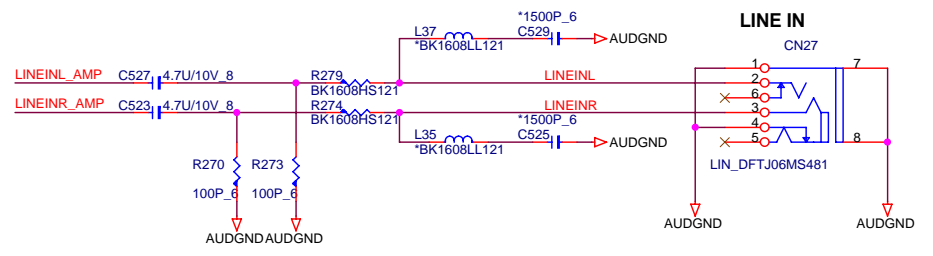 *1500P_6
L37
C529
AUDGND
*BK1608LL121
LINE IN
CN27
LINEINL_AMP
C527
4.7U/10V_8
R279
BK1608HS121
LINEINL
1
7
2
6
LINEINR_AMP
C523
4.7U/10V_8
R274
BK1608HS121
LINEINR
3
*1500P_6
4
L35
C525
AUDGND
*BK1608LL121
5
8
LIN_DFTJ06MS481
R270
R273
100P_6
100P_6
AUDGND
AUDGND
AUDGND
AUDGND